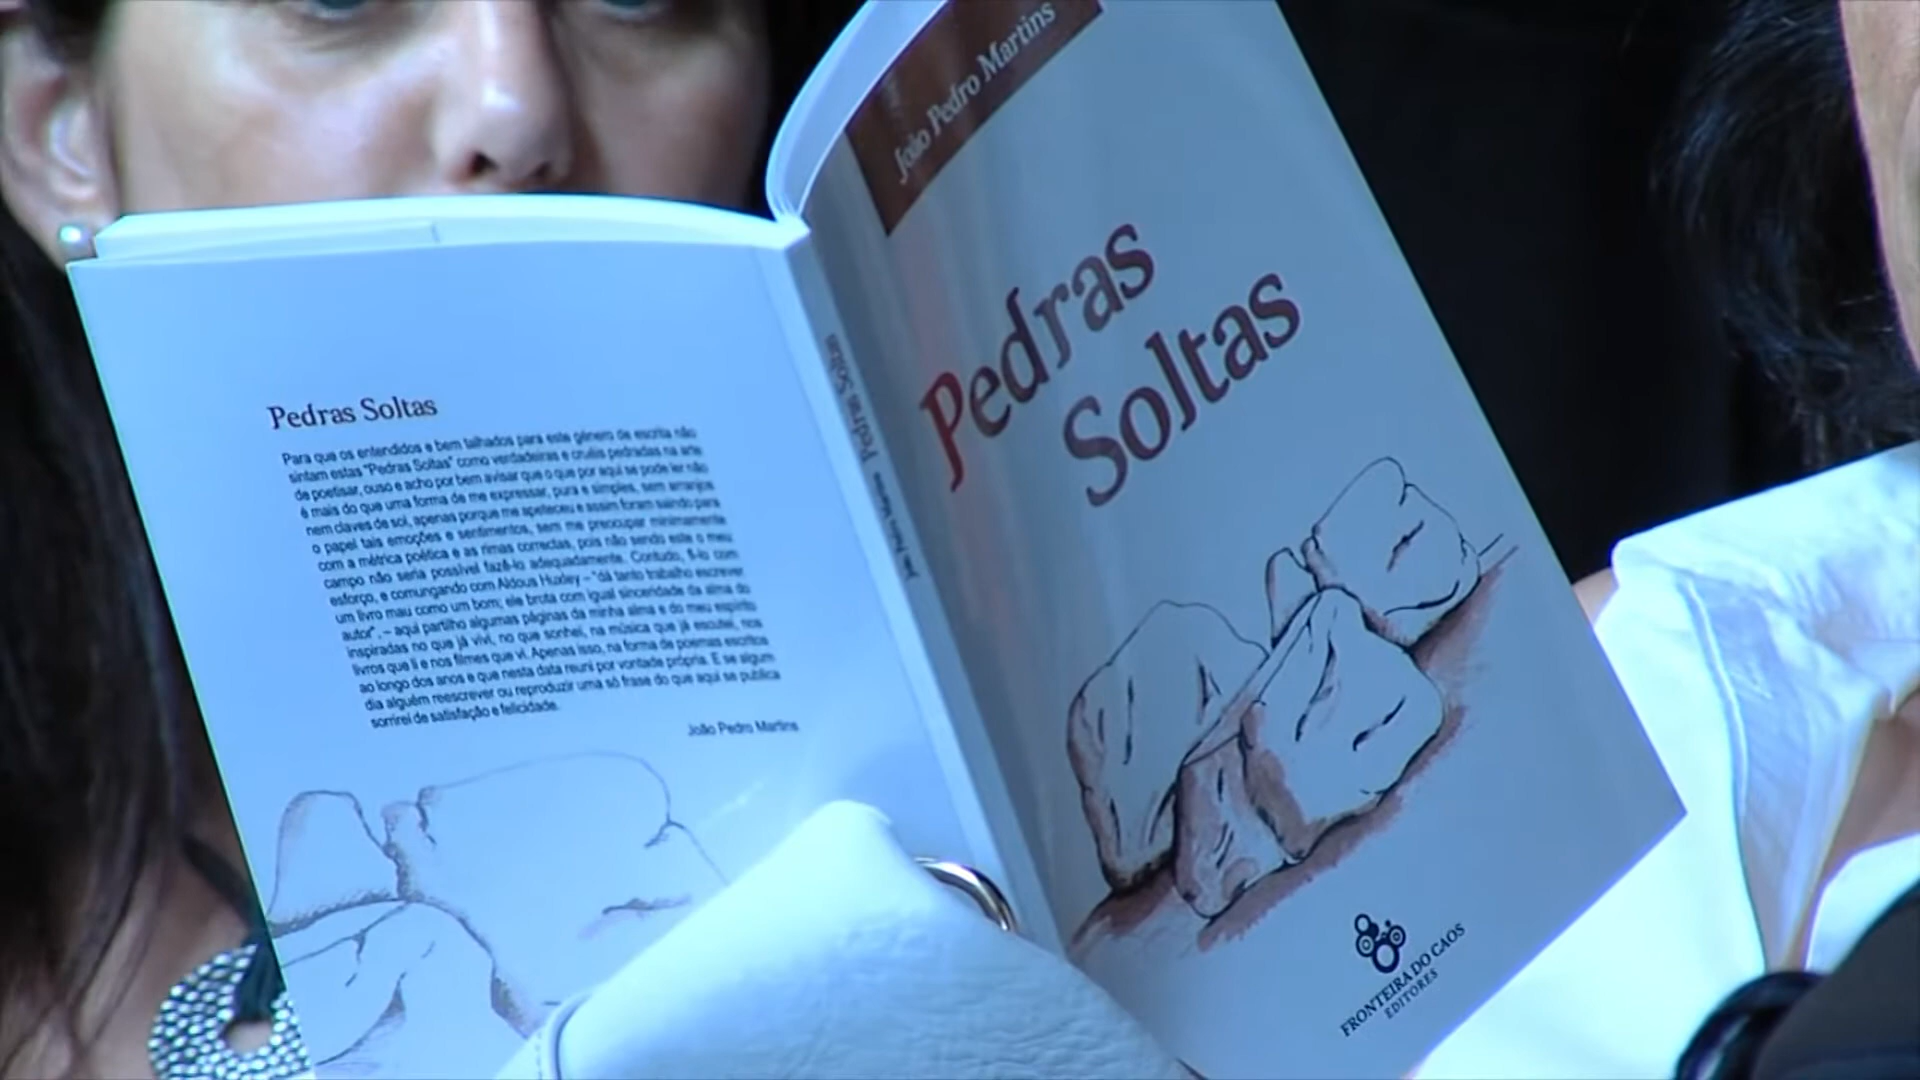 Pedras Soltas
Para que os entendidos e bem talhados para este género de escrita não
sintam estas "Pedras Soltas" como verdadeiras e cruéis pedradas na arte
de poetisar, ouso e acho por bem avisar que o que por aqui se pode ler não
é mais do que uma forma de me expressar, pura e simples, sem arranjos
nem claves de sol, apenas porque me apeteceu e assim foram saindo para
o papel tais emoções e sentimentos, sem me preocupar minimamente
com a métrica poética e as rimas correctas, pois não sendo este o meu
campo não seria possível fazê-lo adequadamente. Contudo, fi-lo com
esforço, e comungando com Aldous Huxley – "dá tanto trabalho escrever
um livro mau como um bom; ele brota com igual sinceridade da alma do
autor", – aqui partilho algumas páginas da minha alma e do meu espírito
inspiradas no que já vivi, no que sonhei, na música que já escutei, nos
livros que li e nos filmes que vi. Apenas isso, na forma de poemas escritos
ao longo dos anos e que nesta data reuni por vontade própria. E se algum
dia alguém reescrever ou reproduzir uma só frase do que aqui se publica
sorrirei de satisfação e felicidade.
João Pedro Martins
João Pedro Martins Pedras Soltas
João Pedro Martins
Pedras
Soltas
FRONTEIRA DO CAOS
EDITORES